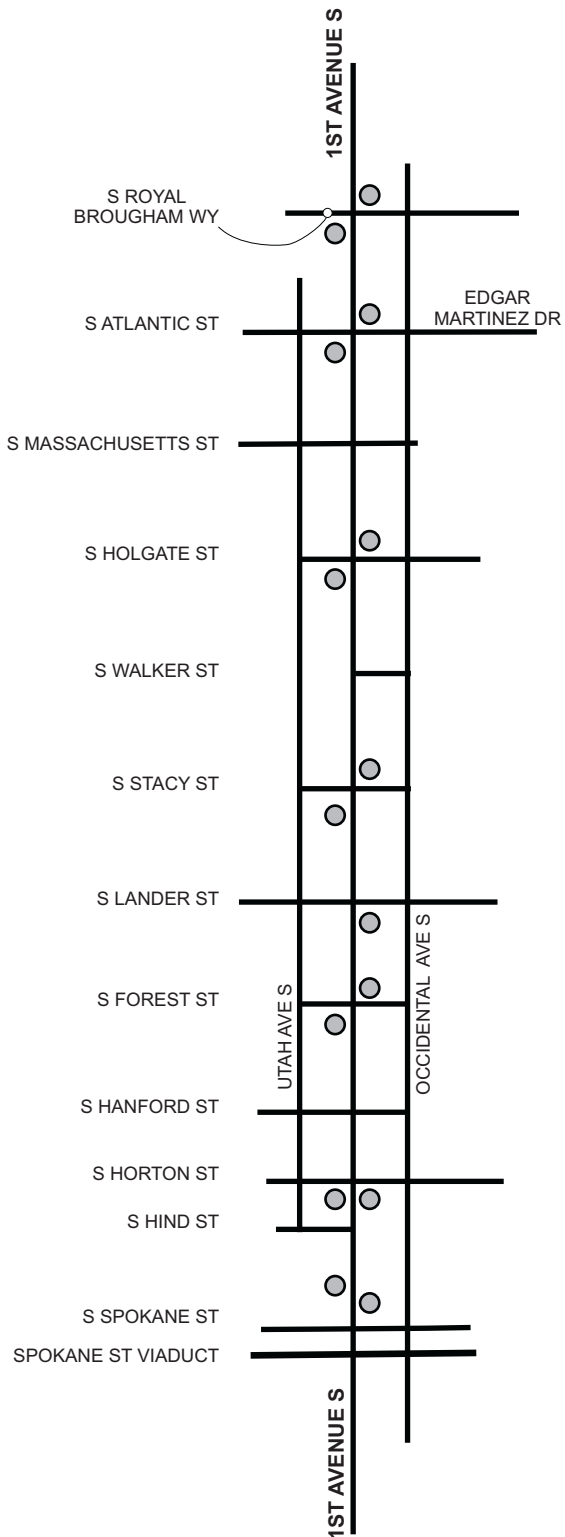 1ST AVENUE S
S ROYAL
BROUGHAM WY
S ATLANTIC ST
EDGAR
MARTINEZ DR
S MASSACHUSETTS ST
S HOLGATE ST
S WALKER ST
S STACY ST
S LANDER ST
S FOREST ST
UTAH AVE S
OCCIDENTAL AVE S
S HANFORD ST
S HORTON ST
S HIND ST
S SPOKANE ST
SPOKANE ST VIADUCT
1ST AVENUE S